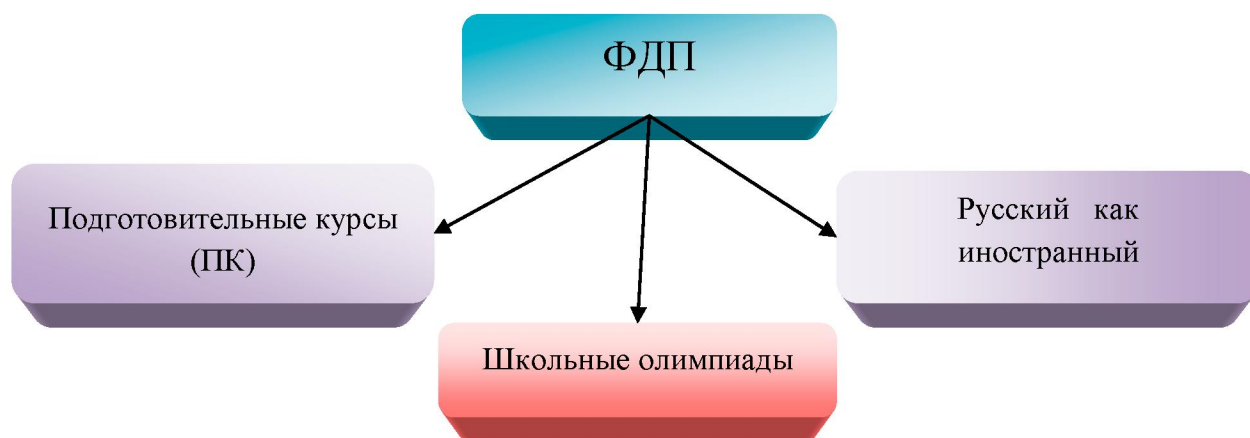 ФДП
Подготовительные курсы
(ПК)
Русский как
иностранный
Школьные олимпиады